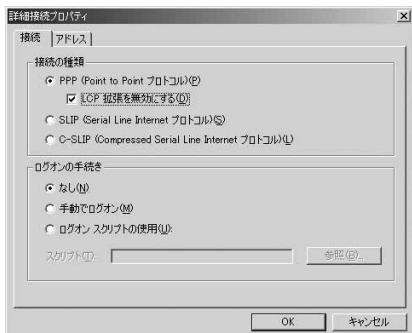 詳細接続プロパティ
接続 アドレス
接続の種類
PPP (Point to Point プロトコル)(P)
LCP 拡張を無効にする(D)
SLIP (Serial Line Internet プロトコル)(S)
C-SLIP (Compressed Serial Line Internet プロトコル)(L)
ログオンの手続き
なし(N)
手動でログオン(M)
ログオン スクリプトの使用(U):
スクリプト(T):
参照(B)...
OK キャンセル